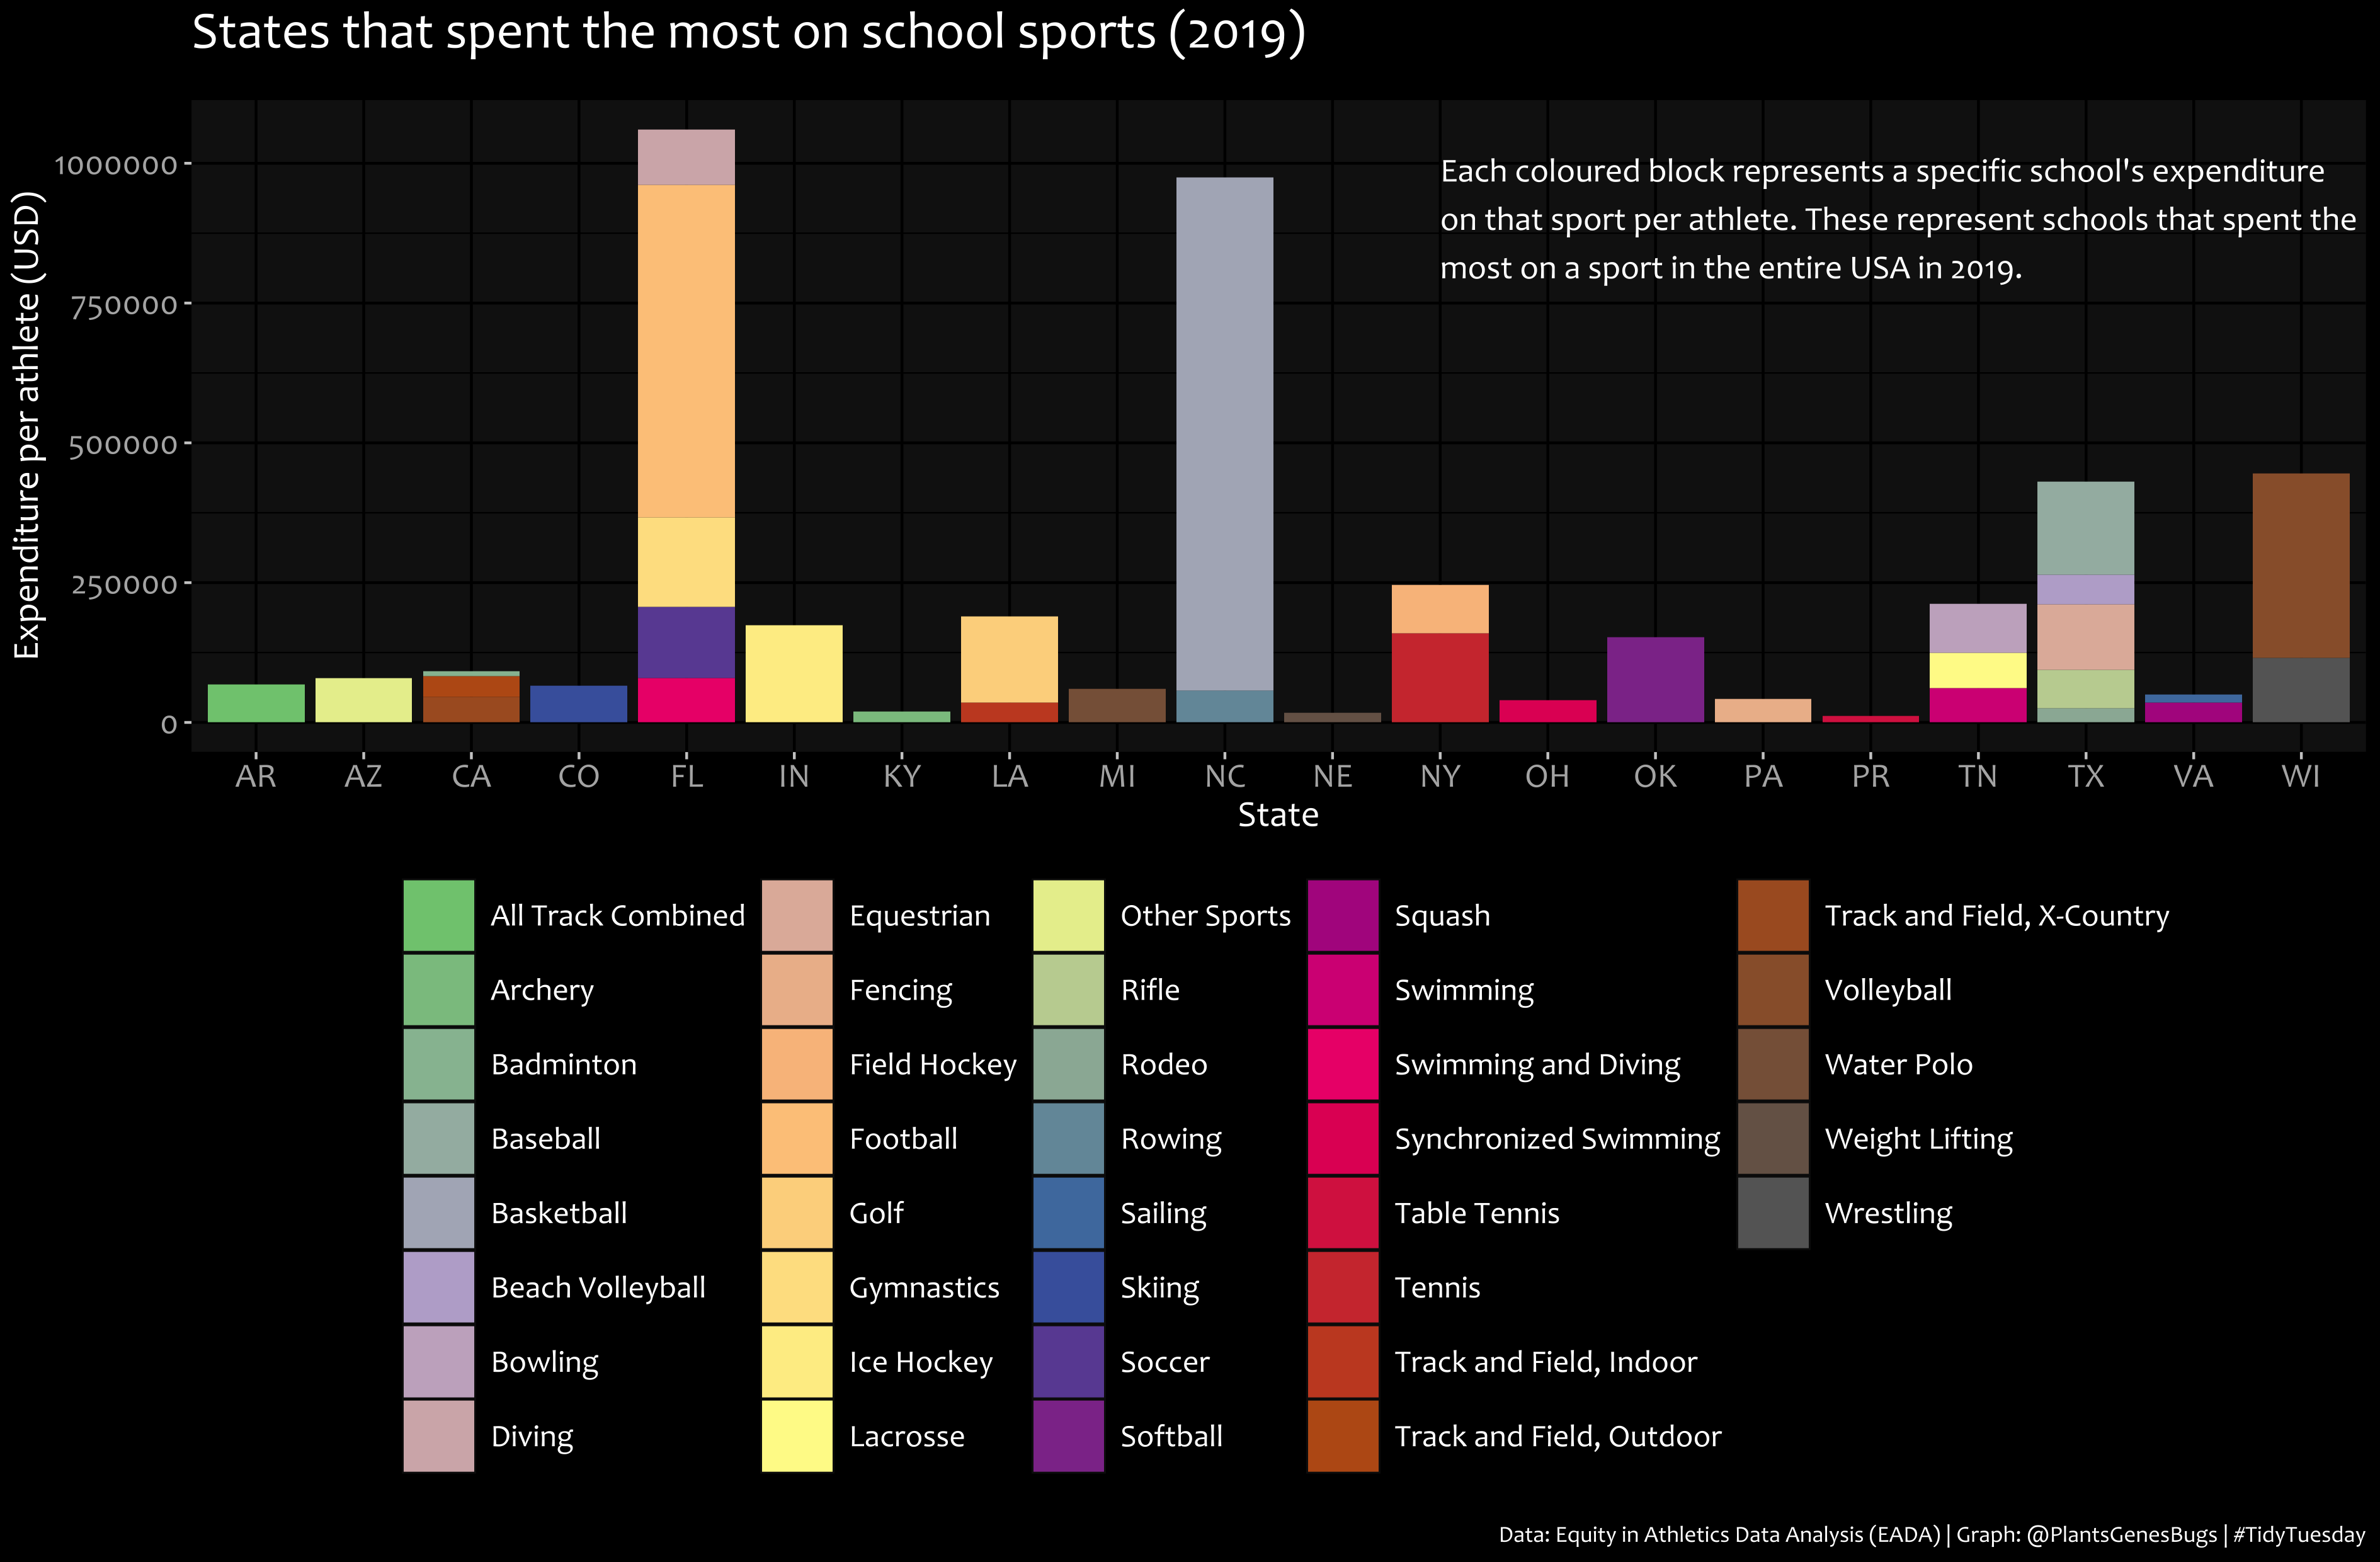 States that spent the most on school sports (2019)
Each coloured block represents a specific school's expenditure
on that sport per athlete. These represent schools that spent the
most on a sport in the entire USA in 2019.
Expenditure per athlete (USD)
1000000
750000
500000
250000
0
AR AZ CA CO FL IN KY LA MI NC NE NY OH OK PA PR TN TX VA WI
State
All Track Combined
Archery
Badminton
Baseball
Basketball
Beach Volleyball
Bowling
Diving
Equestrian
Fencing
Field Hockey
Football
Golf
Gymnastics
Ice Hockey
Lacrosse
Other Sports
Rifle
Rodeo
Rowing
Sailing
Skiing
Soccer
Softball
Squash
Swimming
Swimming and Diving
Synchronized Swimming
Table Tennis
Tennis
Track and Field, Indoor
Track and Field, Outdoor
Track and Field, X-Country
Volleyball
Water Polo
Weight Lifting
Wrestling
Data: Equity in Athletics Data Analysis (EADA) | Graph: @PlantsGenesBugs | #TidyTuesday